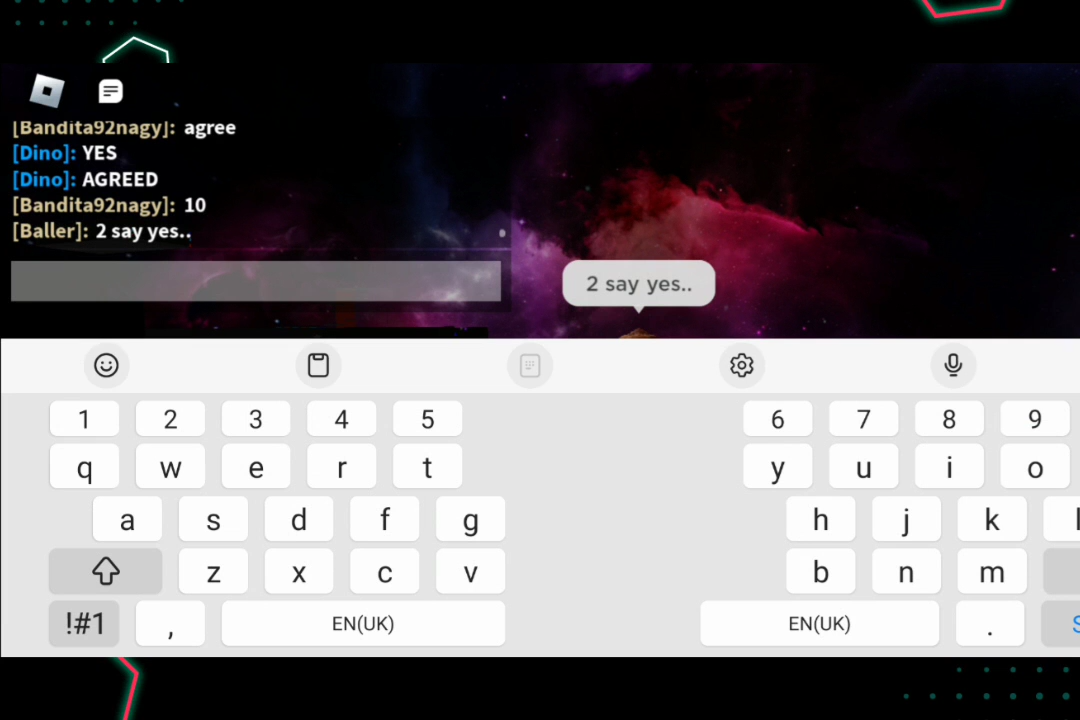 [Bandita92nagy]: agree
[Dino]: YES
[Dino]: AGREED
[Bandita92nagy]: 10
[Baller]: 2 say yes..
2 say yes..
1 2 3 4 5 6 7 8 9
q w e r t y u i o
a s d f g h j k l
z x c v b n m
!#1 , EN(UK) EN(UK) . S